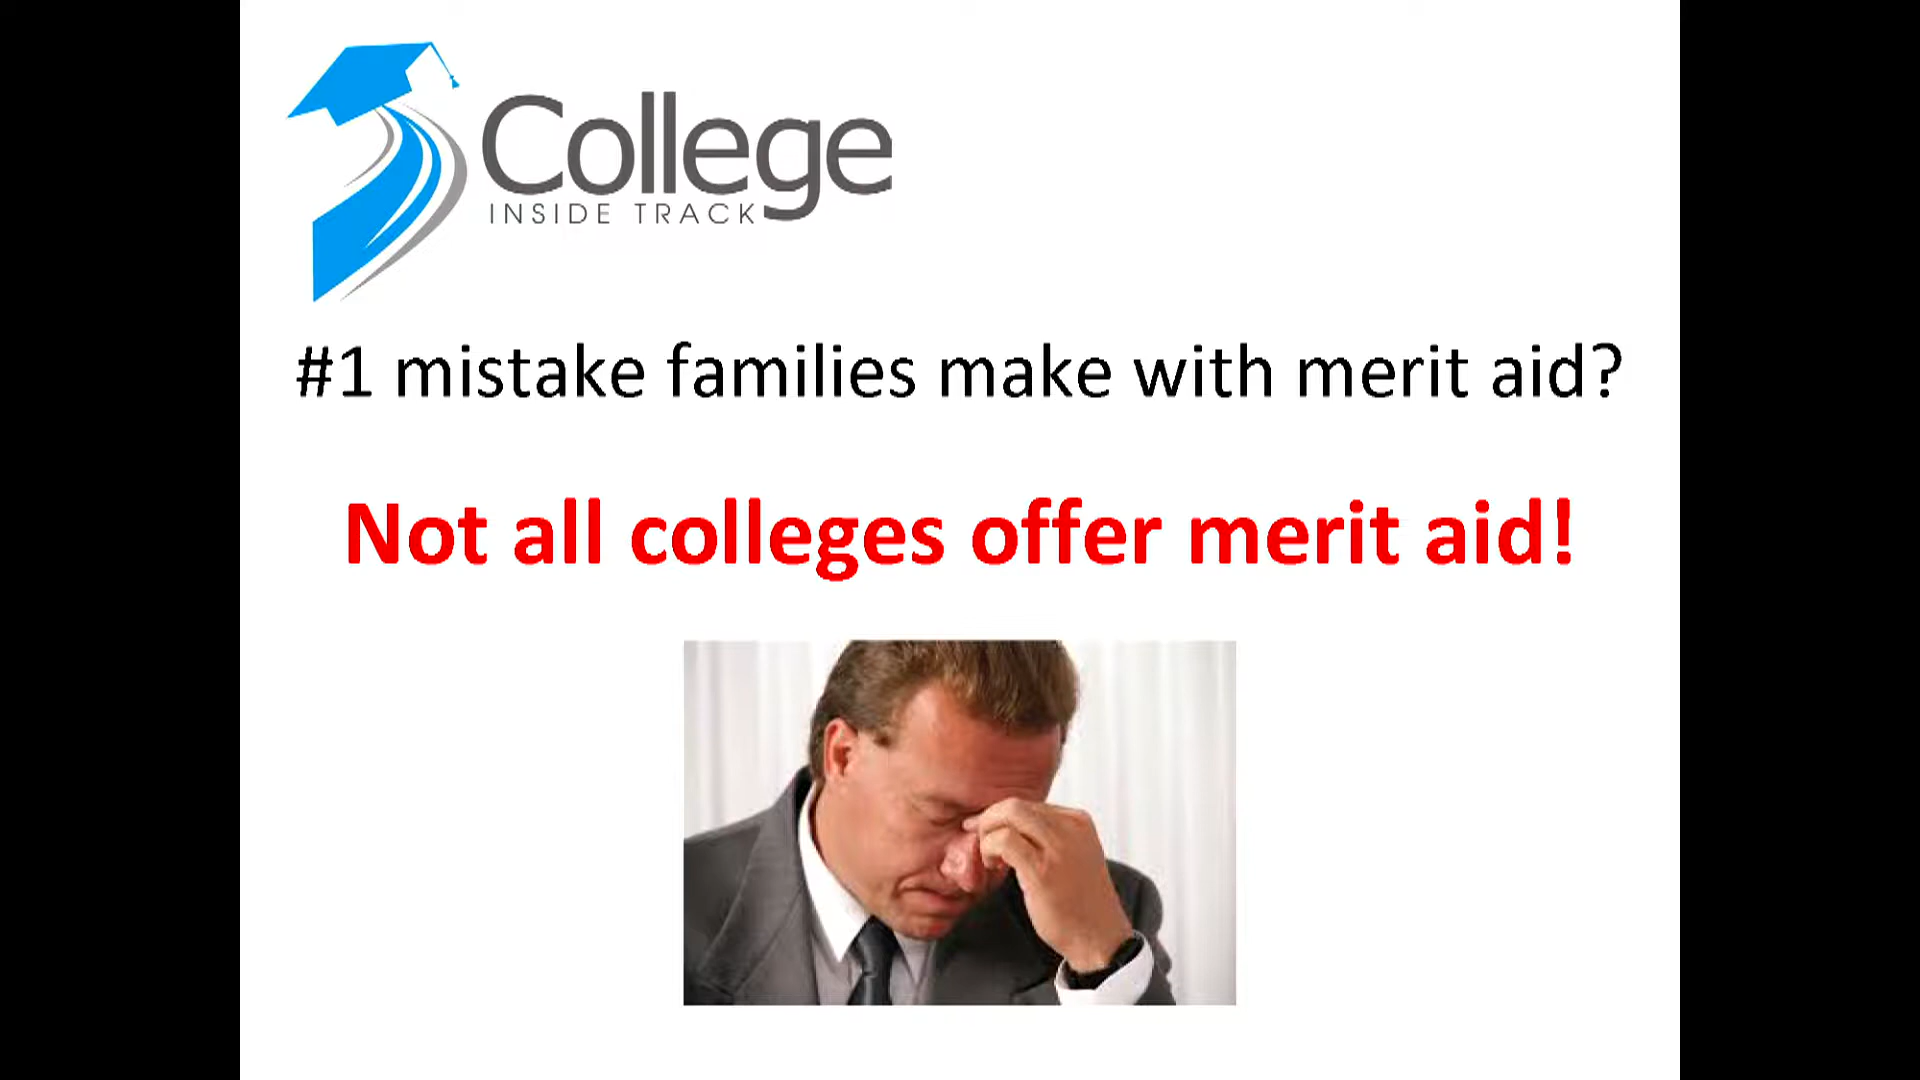 College
INSIDE TRACK
#1 mistake families make with merit aid?
Not all colleges offer merit aid!